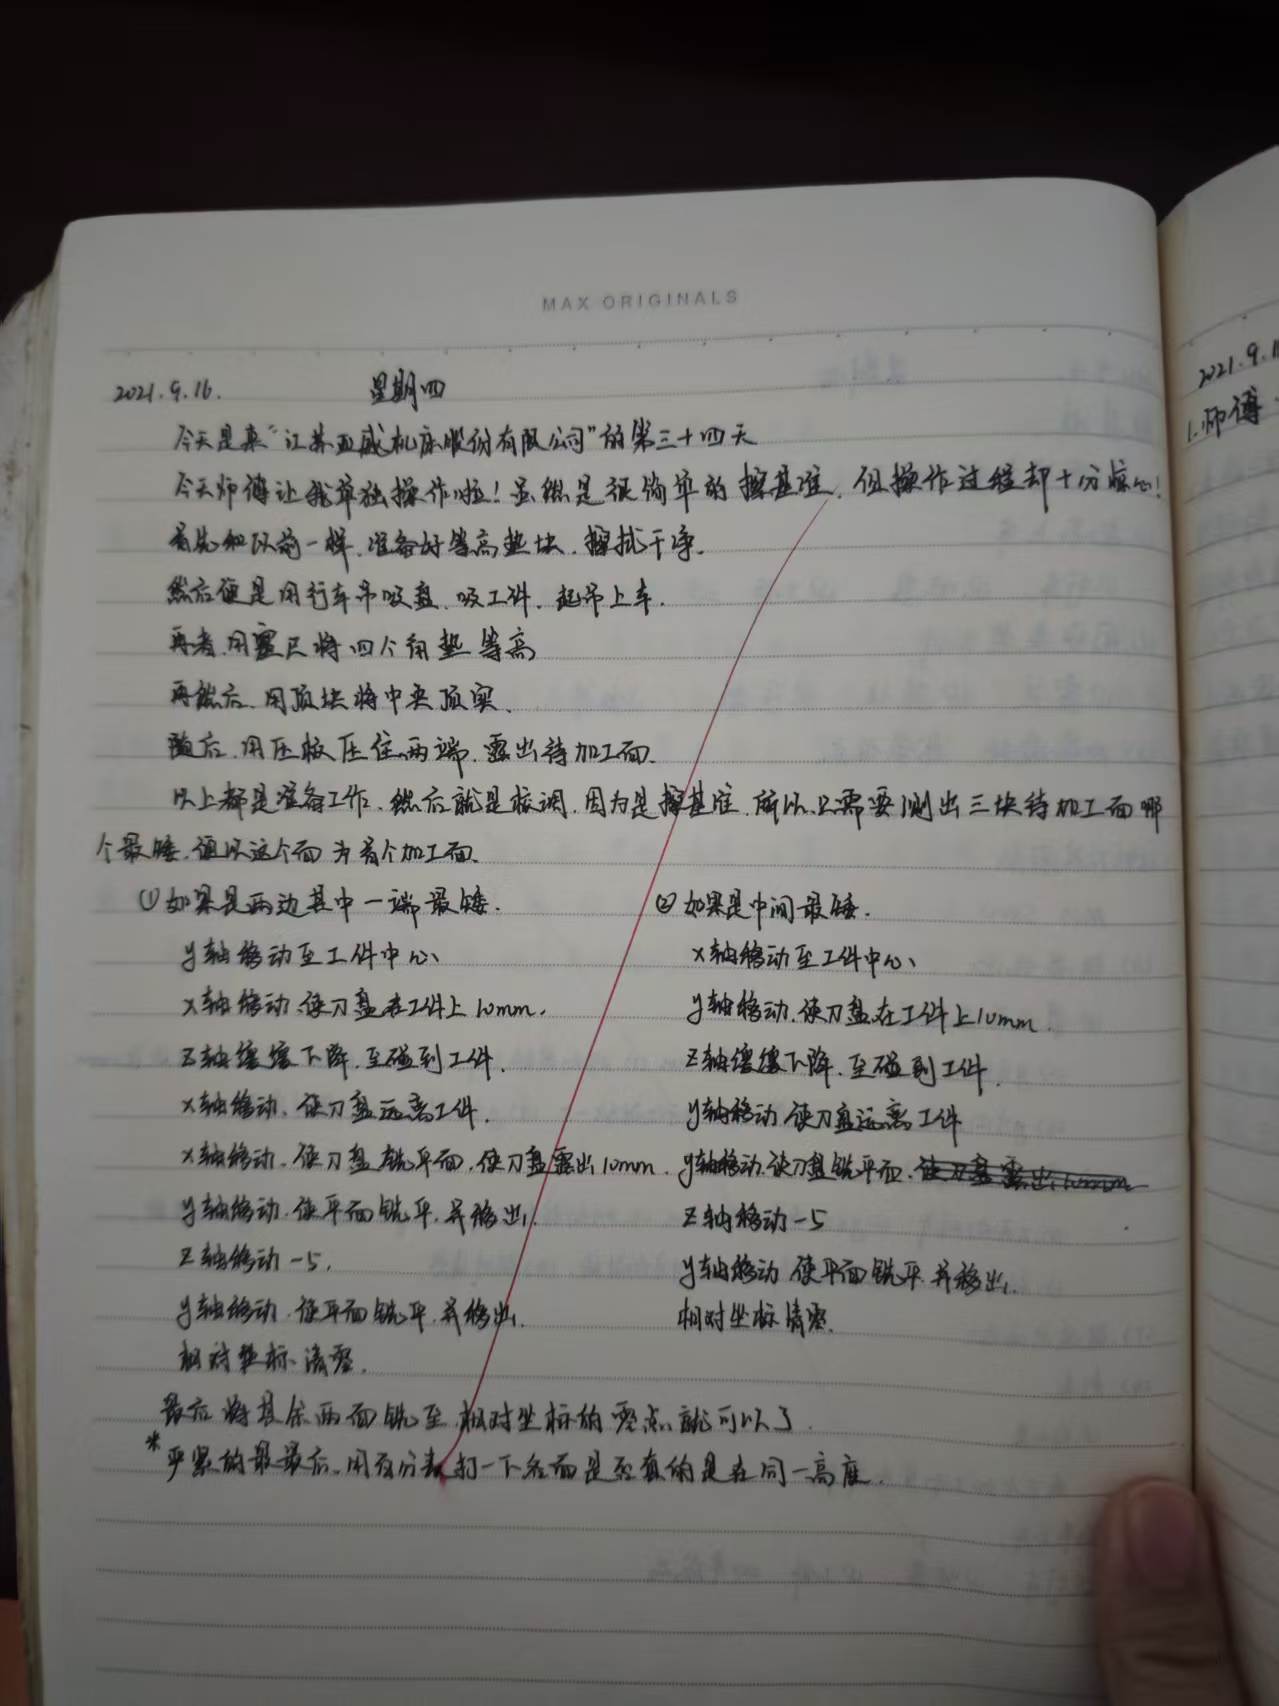 MAX ORIGINALS
2021.9.16. 星期四
今天是来“江苏亚威机床股份有限公司”的第三十四天
今天师傅让我单独操作啦！虽然是很简单的擦基准，但操作过程却十分惊心！
首先和以前一样，准备好等高垫块，擦拭干净。
然后便是用行车吊吸盘，吸工件，起吊上车。
再者，用塞尺将四个角垫等高
再然后，用顶块将中央顶实。
随后，用压板压住两端，露出待加工面。
以上都是准备工作，然后就是校调，因为是擦基准，所以只需要测出三块待加工面哪
个最矮，便以这个面为首个加工面。
①如果是两边其中一端最矮.
y轴移动至工件中心
x轴移动，使刀盘在工件上10mm.
z轴缓缓下降，至碰到工件.
x轴移动，使刀盘远离工件.
x轴移动，使刀盘铣平面，使刀盘露出10mm.
y轴移动，使平面铣平，并移出.
z轴移动-5.
y轴移动，使平面铣平，并移出.
相对坐标清零.
②如果是中间最矮.
x轴移动至工件中心
y轴移动，使刀盘在工件上10mm.
z轴缓缓下降，至碰到工件.
y轴移动，使刀盘远离工件
y轴移动，使刀盘铣平面，使刀盘露出10mm
z轴移动-5
y轴移动，使平面铣平，并移出.
相对坐标清零.
最后将其余两面铣至相对坐标的零点就可以了.
*严紧的最最后，用百分表打一下各面是否真的是在同一高度.
2021.9.1
1.师傅